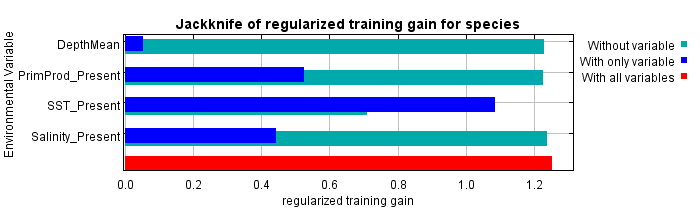 Jackknife of regularized training gain for species
Environmental Variable
DepthMean
PrimProd_Present
SST_Present
Salinity_Present
Without variable
With only variable
With all variables
0.0 0.2 0.4 0.6 0.8 1.0 1.2
regularized training gain